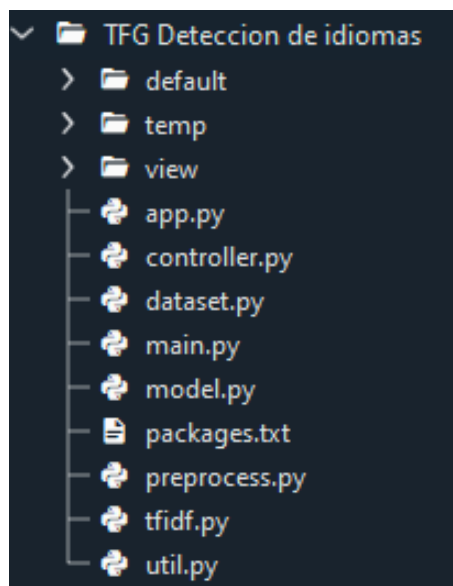 TFG Deteccion de idiomas
default
temp
view
app.py
controller.py
dataset.py
main.py
model.py
packages.txt
preprocess.py
tfidf.py
util.py